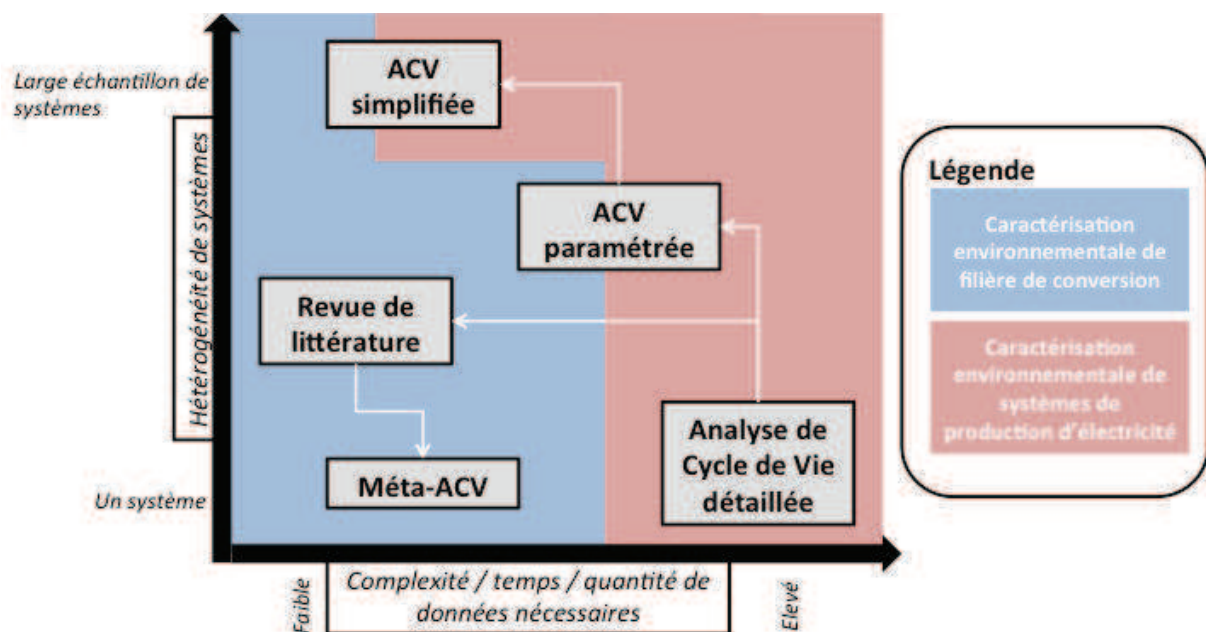 Large échantillon de
systèmes
Hétérogénéité de systèmes
Un système
ACV
simplifiée
ACV
paramétrée
Revue de
littérature
Méta-ACV
Analyse de
Cycle de Vie
détaillée
Faible
Complexité / temps / quantité de
données nécessaires
Elevé
Légende
Caractérisation
environnementale de
filière de conversion
Caractérisation
environnementale de
systèmes de
production d'électricité